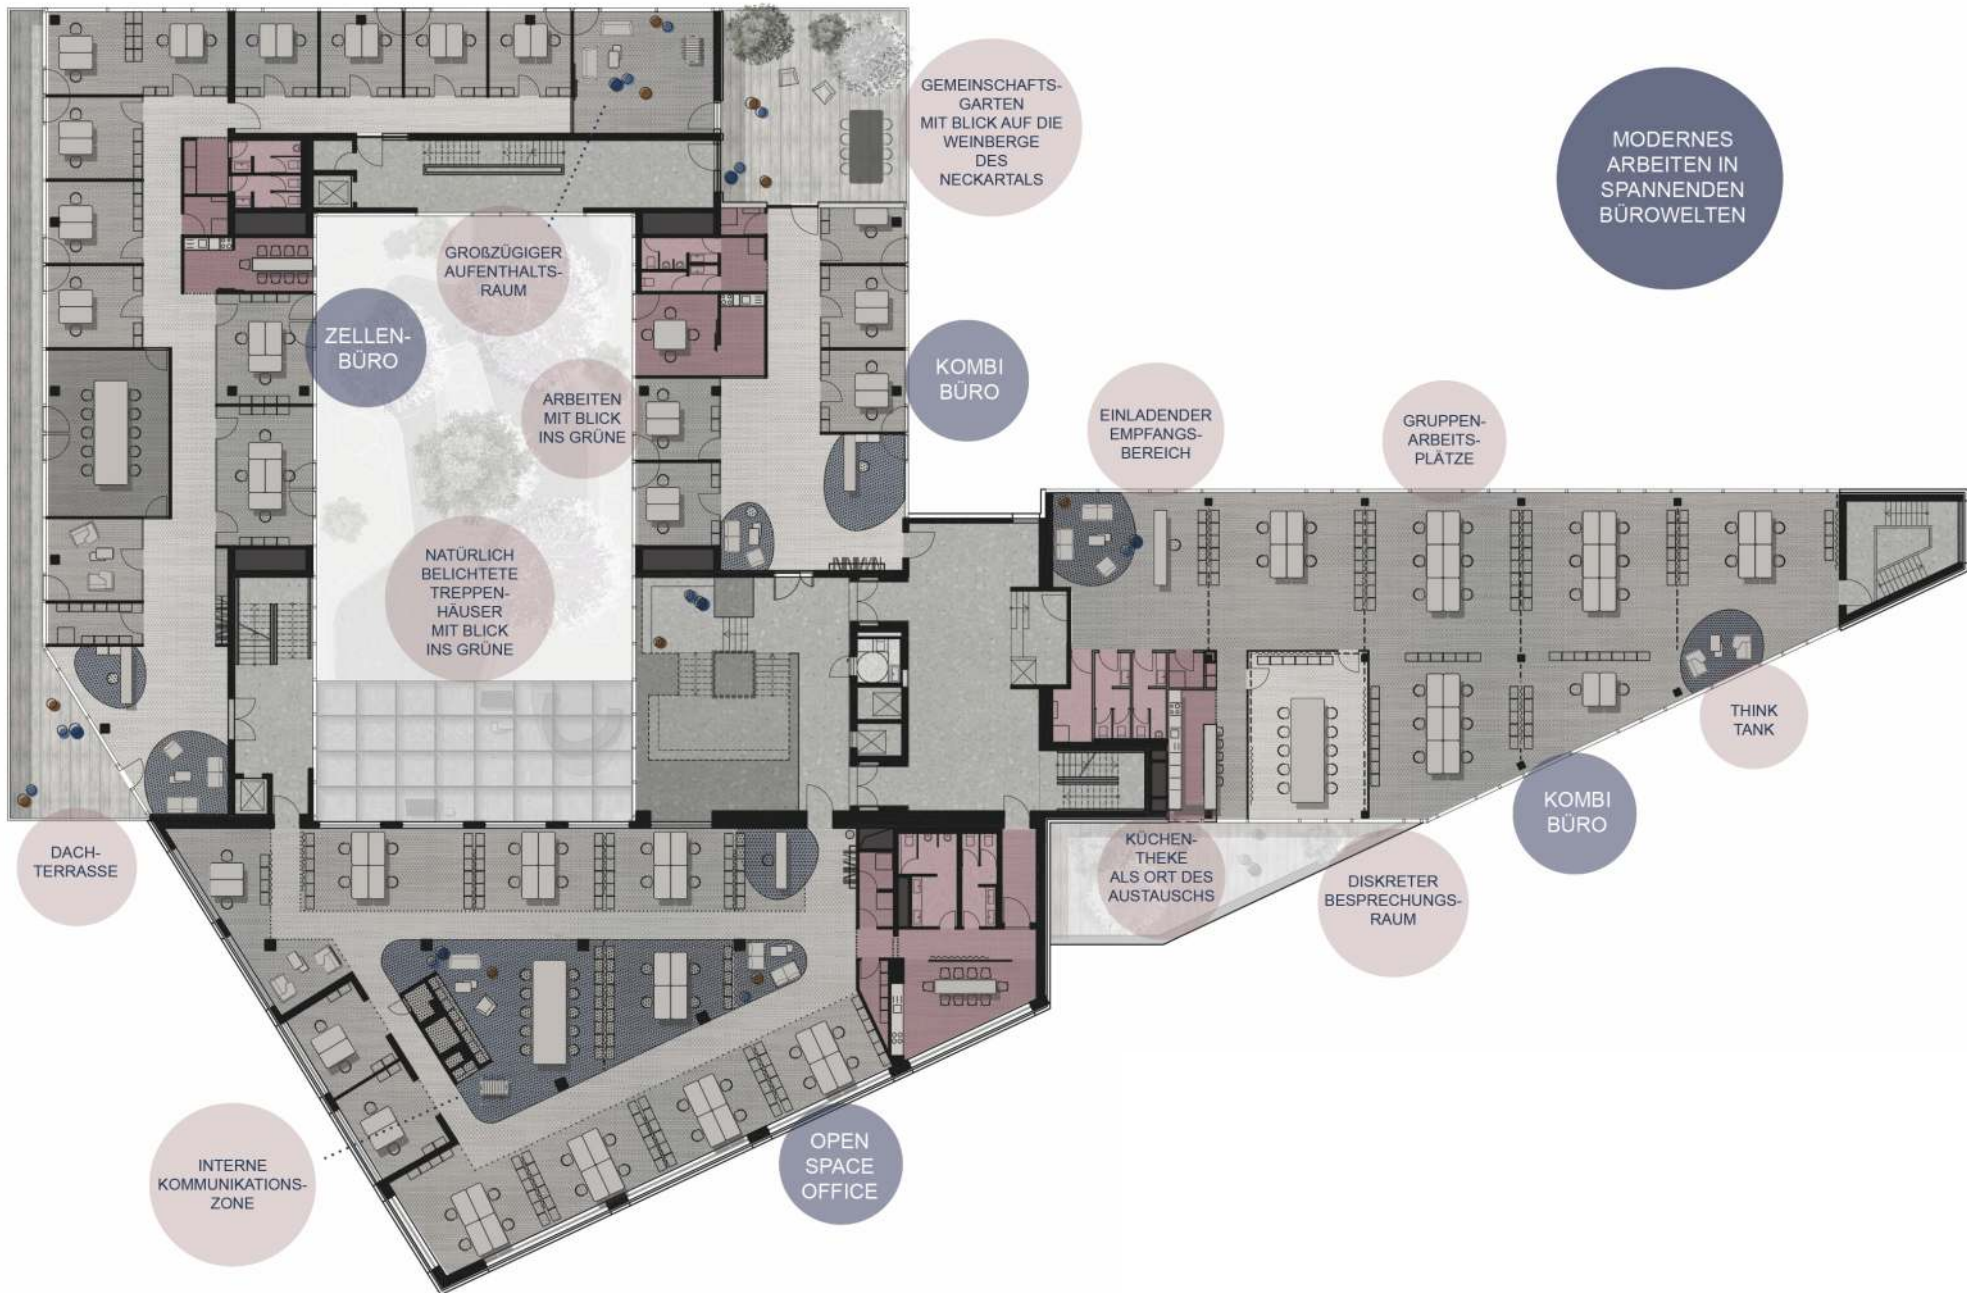 GEMEINSCHAFTS-
GARTEN
MIT BLICK AUF DIE
WEINBERGE
DES
NECKARTALS
MODERNES
ARBEITEN IN
SPANNENDEN
BÜROWELTEN
GROßZÜGIGER
AUFENTHALTS-
RAUM
ZELLEN-
BÜRO
ARBEITEN
MIT BLICK
INS GRÜNE
KOMBI
BÜRO
EINLADENDER
EMPFANGS-
BEREICH
GRUPPEN-
ARBEITS-
PLÄTZE
NATÜRLICH
BELICHTETE
TREPPEN-
HÄUSER
MIT BLICK
INS GRÜNE
THINK
TANK
KOMBI
BÜRO
DACH-
TERRASSE
KÜCHEN-
THEKE
ALS ORT DES
AUSTAUSCHS
DISKRETER
BESPRECHUNGS-
RAUM
INTERNE
KOMMUNIKATIONS-
ZONE
OPEN
SPACE
OFFICE